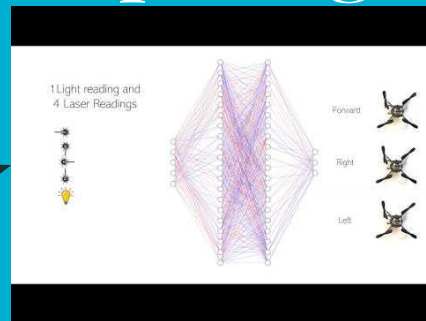 1 Light reading and
4 Laser Readings
Forward
Right
Left